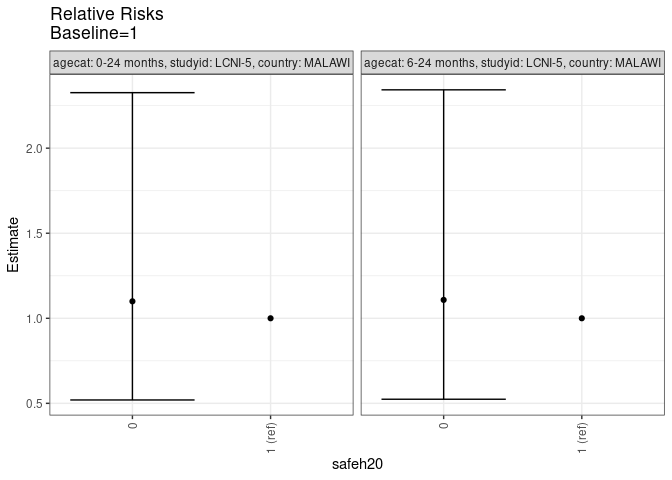 Relative Risks
Baseline=1
agecat: 0-24 months, studyid: LCNI-5, country: MALAWI
agecat: 6-24 months, studyid: LCNI-5, country: MALAWI
2.0
1.5
1.0
0.5
Estimate
0
1 (ref)
0
1 (ref)
safeh20